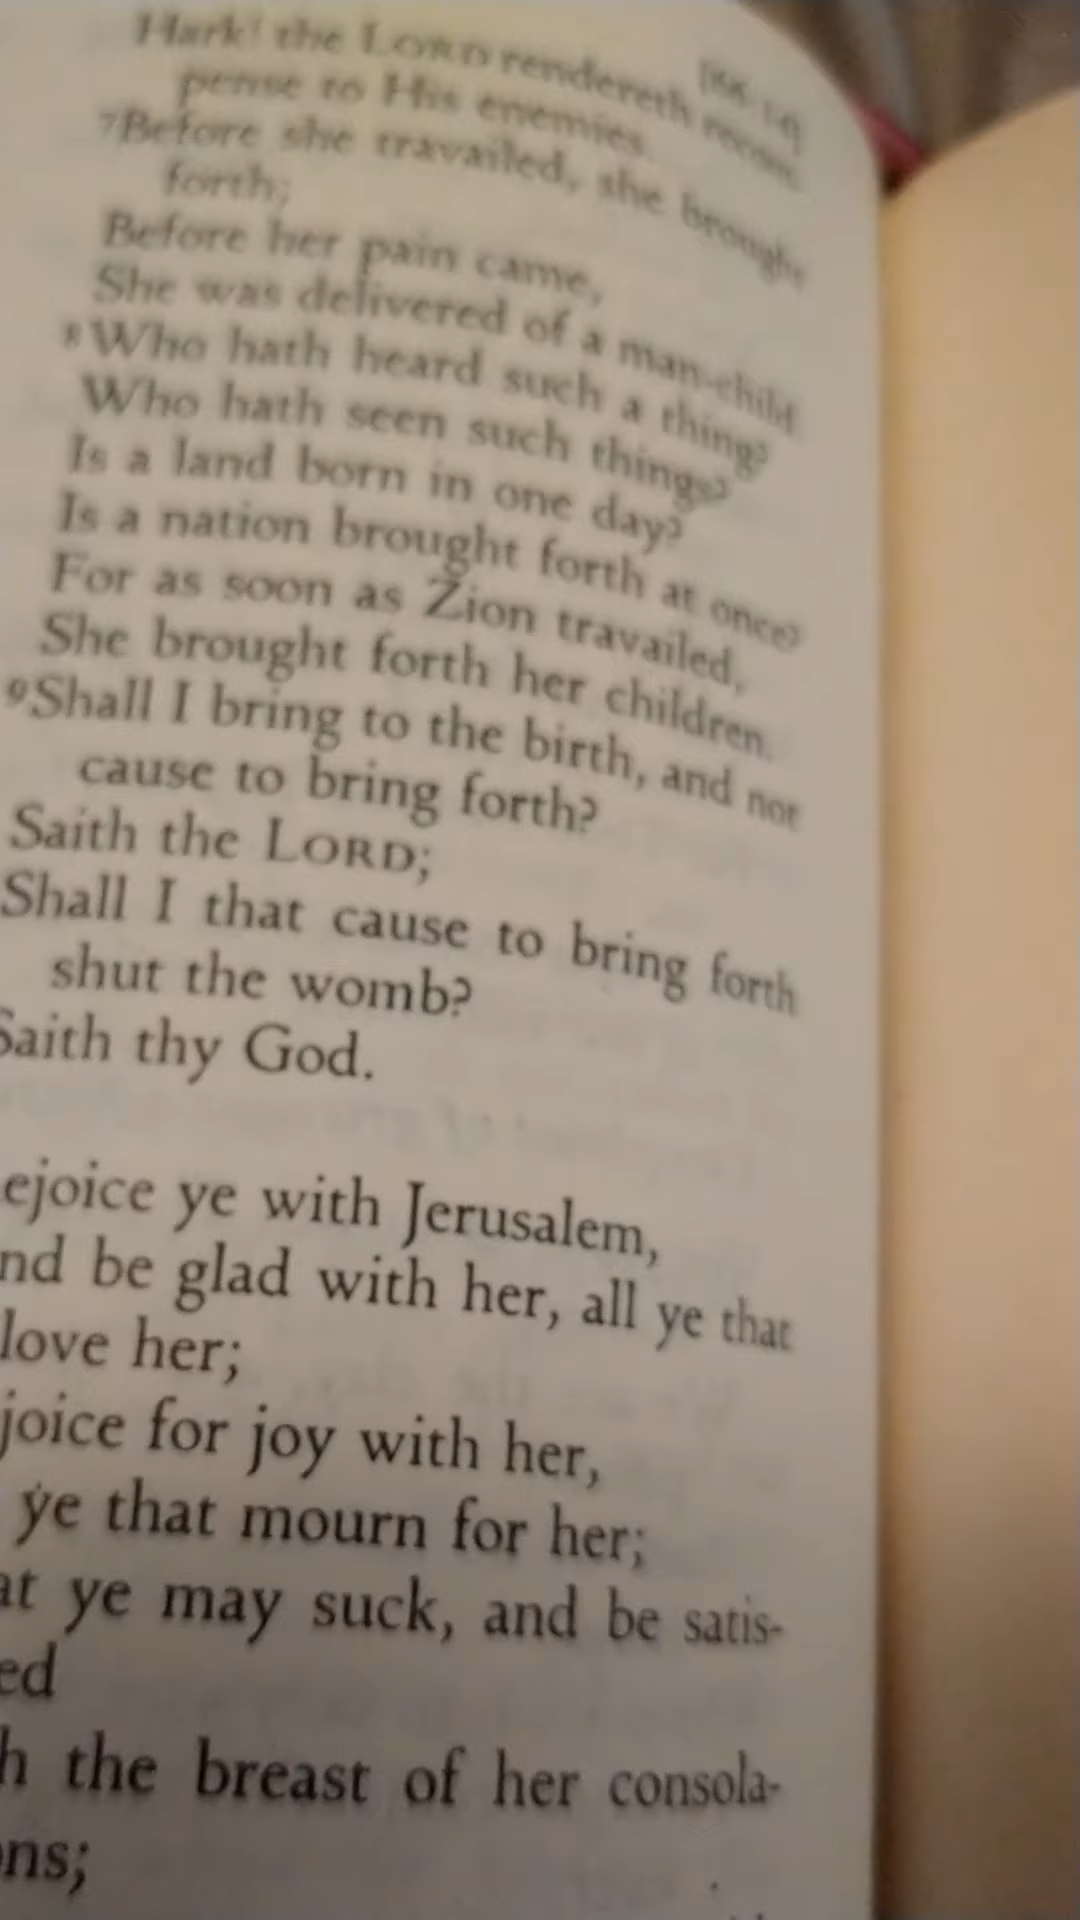 [66.14]
Hark! the LORD rendereth recom-
pense to His enemies.
7Before she travailed, she brought
forth;
Before her pain came,
She was delivered of a man-child.
8Who hath heard such a thing?
Who hath seen such things?
Is a land born in one day?
Is a nation brought forth at once?
For as soon as Zion travailed,
She brought forth her children.
9Shall I bring to the birth, and not
cause to bring forth?
Saith the LORD;
Shall I that cause to bring forth
shut the womb?
Saith thy God.
ejoice ye with Jerusalem,
nd be glad with her, all ye that
love her;
joice for joy with her,
ye that mourn for her;
at ye may suck, and be satis-
ed
h the breast of her consola-
ons;